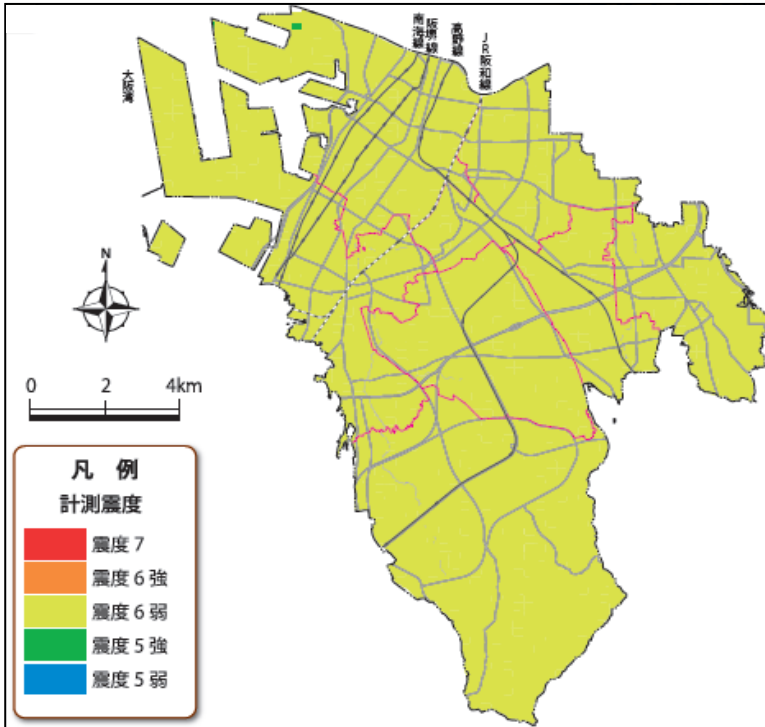 南海線
阪堺線
高野線
JR阪和線
大阪湾
N
0 2 4km
凡 例
計測震度
震度7
震度6強
震度6弱
震度5強
震度5弱